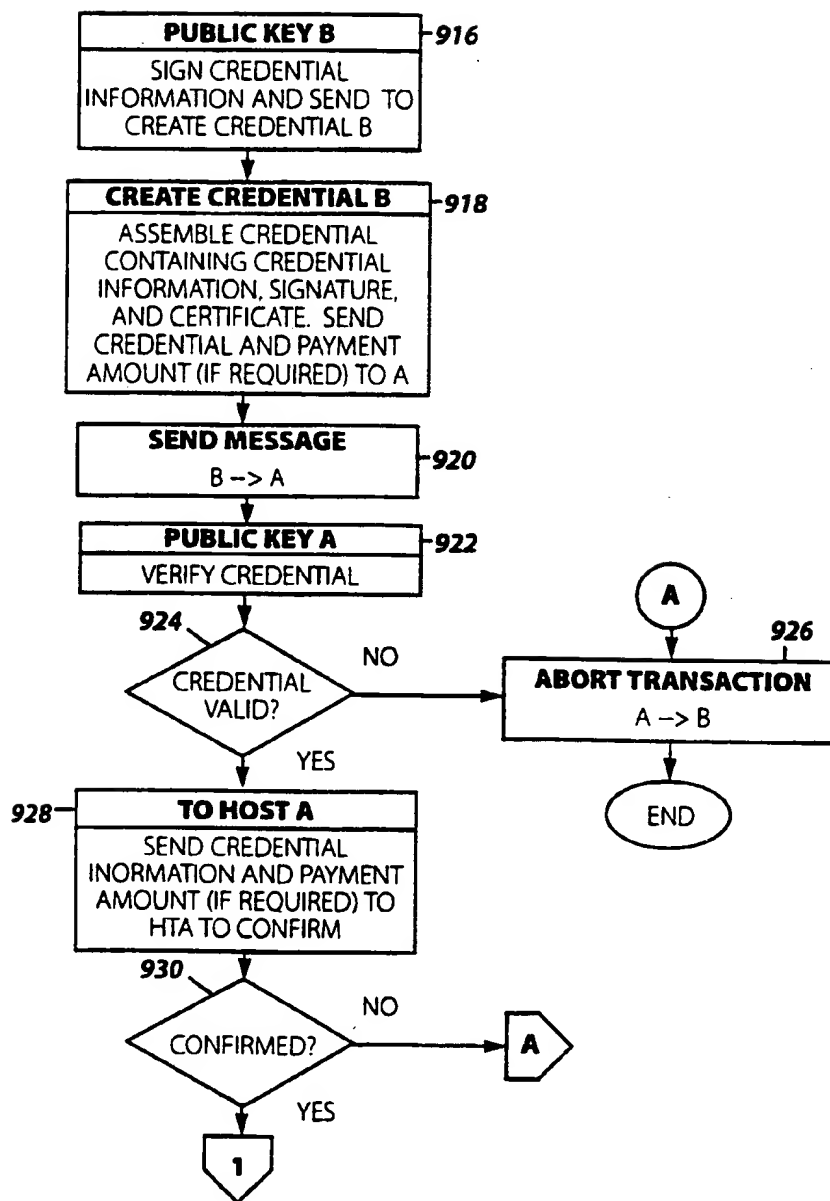 PUBLIC KEY B
916
SIGN CREDENTIAL
INFORMATION AND SEND TO
CREATE CREDENTIAL B
CREATE CREDENTIAL B
918
ASSEMBLE CREDENTIAL
CONTAINING CREDENTIAL
INFORMATION, SIGNATURE,
AND CERTIFICATE. SEND
CREDENTIAL AND PAYMENT
AMOUNT (IF REQUIRED) TO A
SEND MESSAGE
920
B --> A
PUBLIC KEY A
922
VERIFY CREDENTIAL
924
CREDENTIAL
VALID?
NO
YES
A
926
ABORT TRANSACTION
A --> B
END
928
TO HOST A
SEND CREDENTIAL
INORMATION AND PAYMENT
AMOUNT (IF REQUIRED) TO
HTA TO CONFIRM
930
CONFIRMED?
NO
A
YES
1